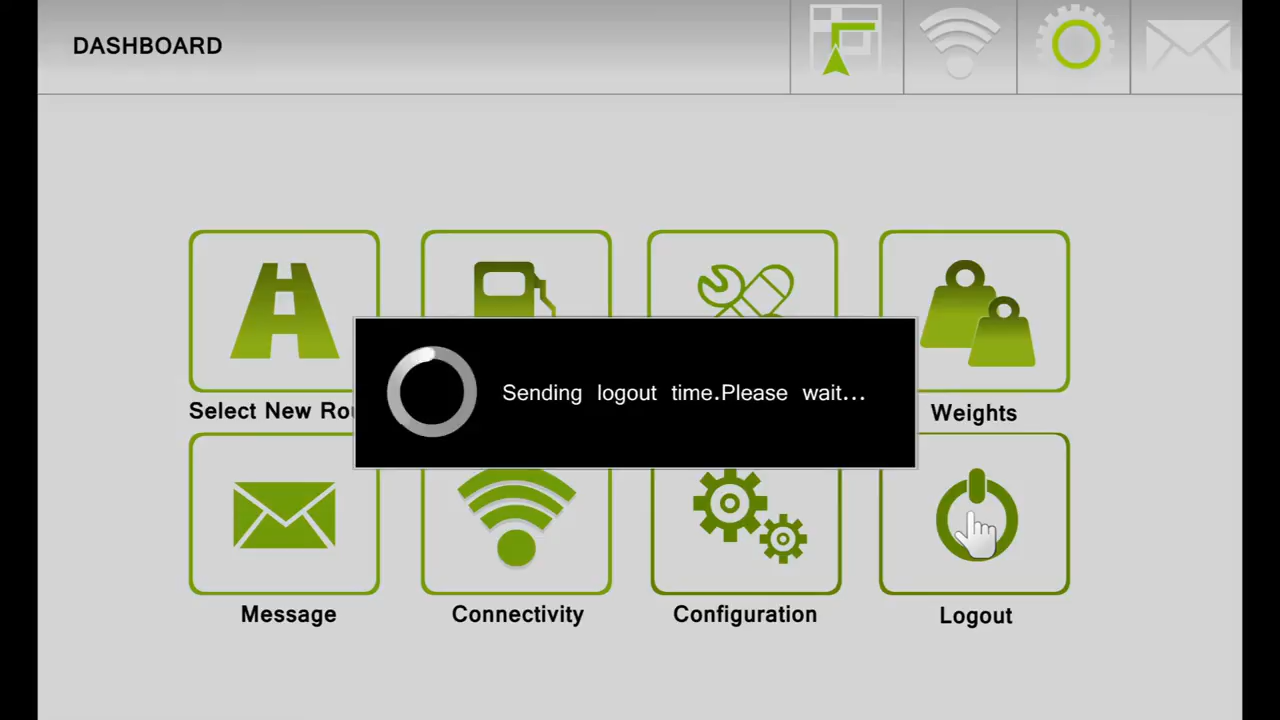 DASHBOARD
Sending logout time.Please wait...
Select New Rou
Weights
Message
Connectivity
Configuration
Logout